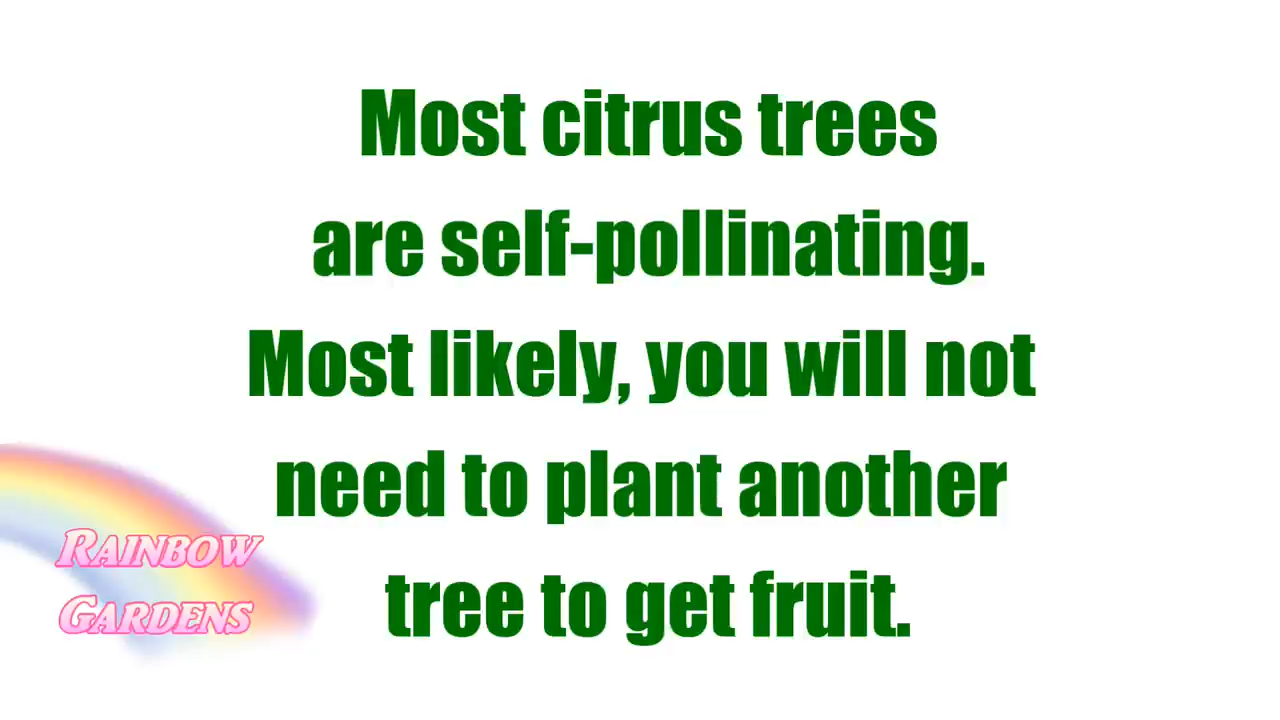 Most citrus trees
are self-pollinating.
Most likely, you will not
need to plant another
tree to get fruit.
Rainbow
Gardens